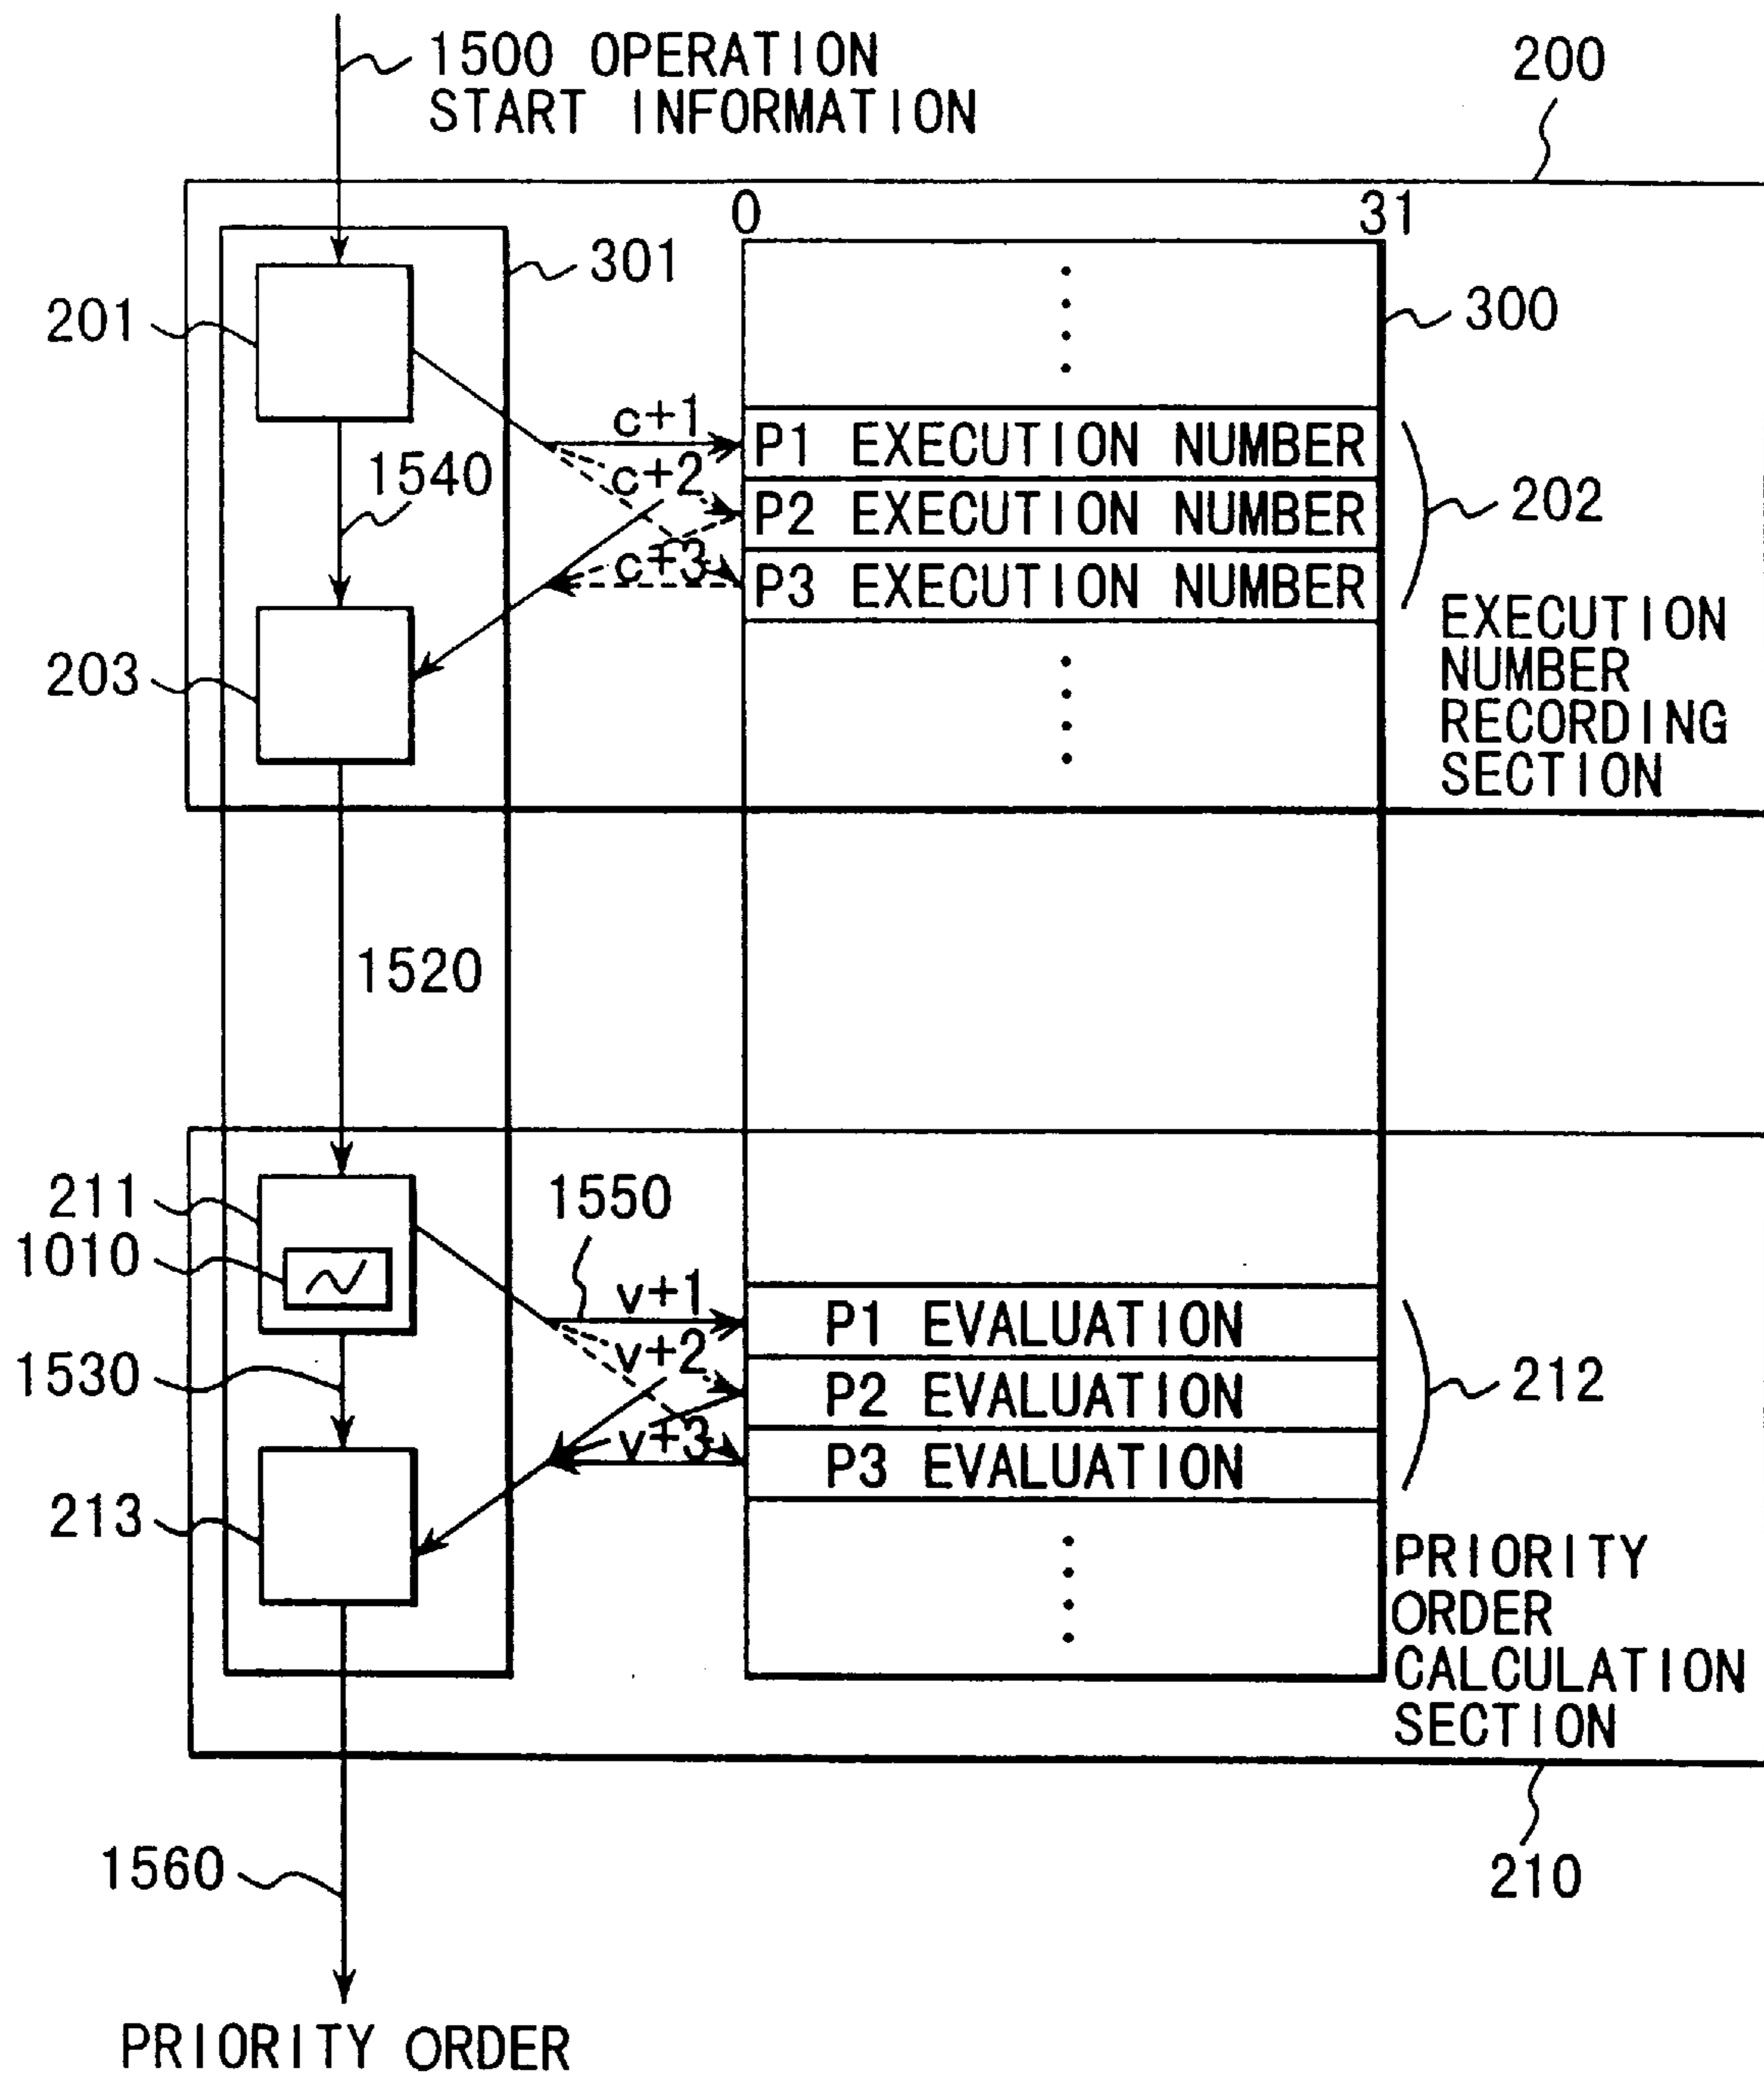 1500 OPERATION
START INFORMATION
200
0
31
301
300
201
c+1
P1 EXECUTION NUMBER
1540
c+2
202
P2 EXECUTION NUMBER
c+3
P3 EXECUTION NUMBER
203
EXECUTION
NUMBER
RECORDING
SECTION
1520
211
1550
1010
v+1
P1 EVALUATION
1530
v+2
212
P2 EVALUATION
v+3
P3 EVALUATION
213
PRIORITY
ORDER
CALCULATION
SECTION
1560
210
PRIORITY ORDER